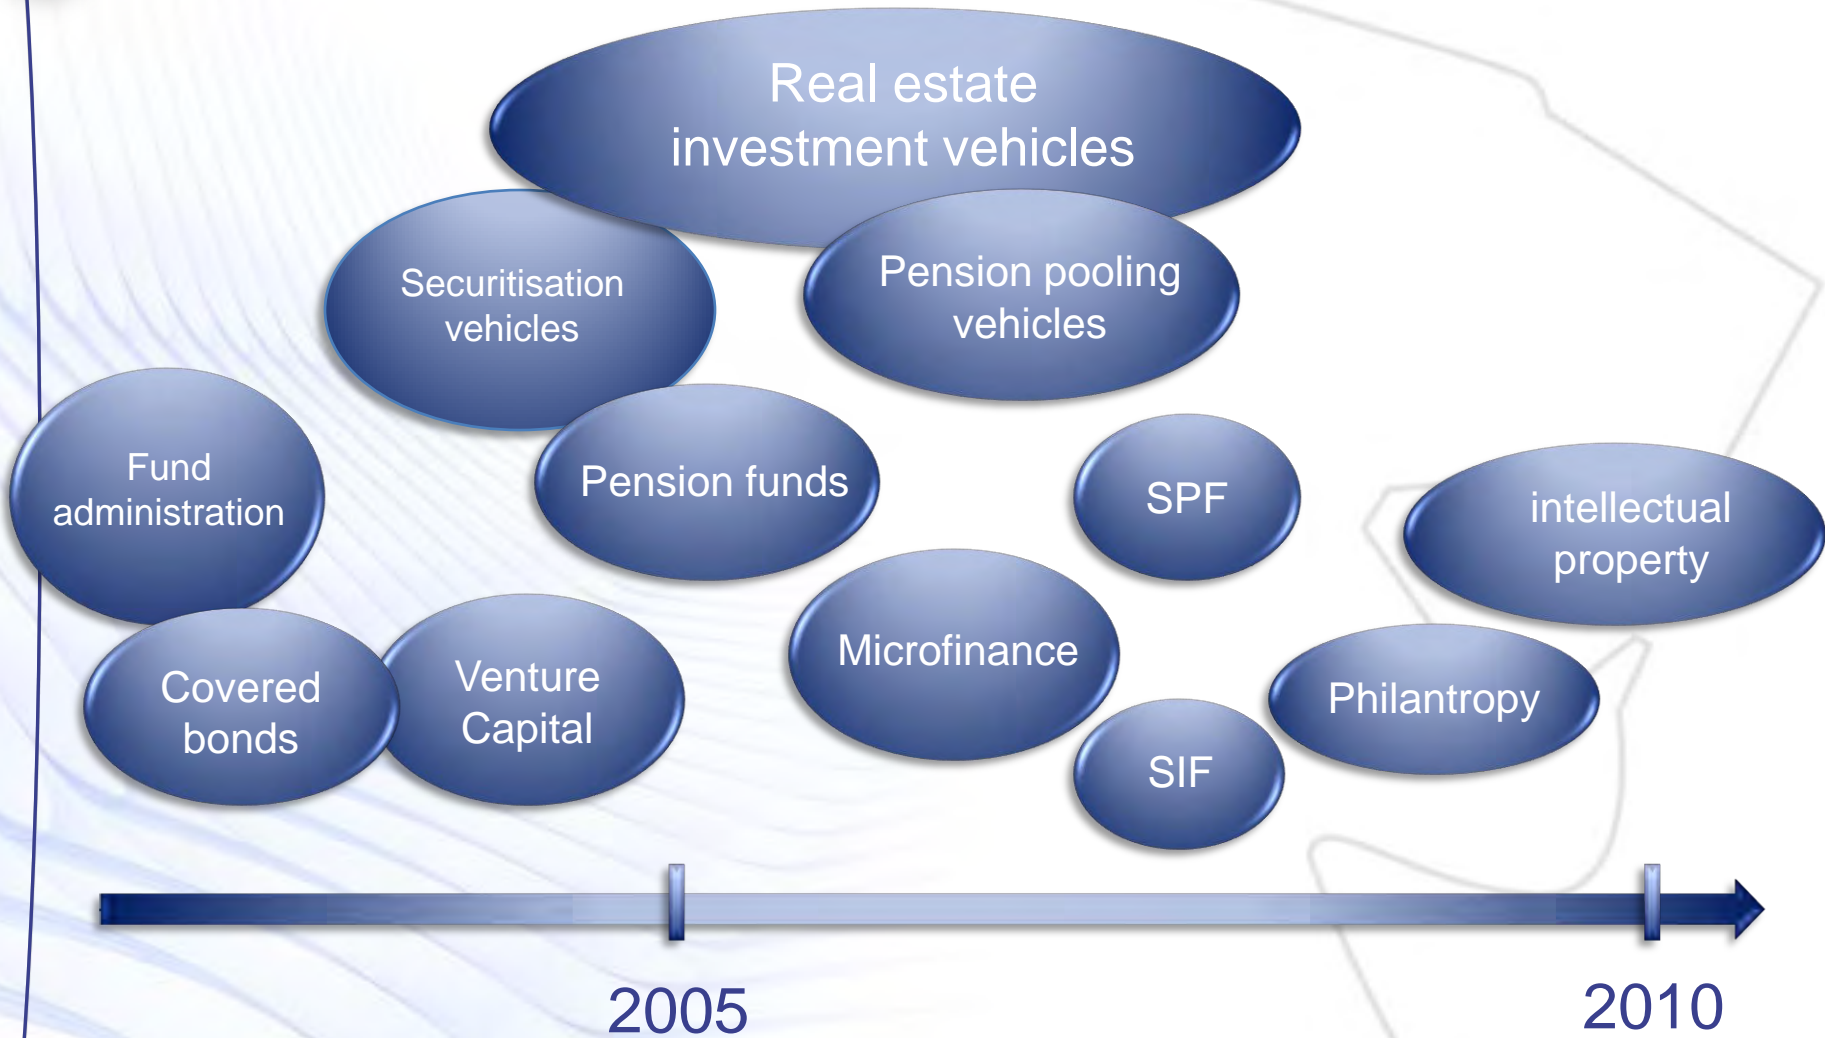 Real estate
investment vehicles
Securitisation
vehicles
Pension pooling
vehicles
Fund
administration
Pension funds
SPF
intellectual
property
Covered
bonds
Venture
Capital
Microfinance
SIF
Philantropy
2005
2010